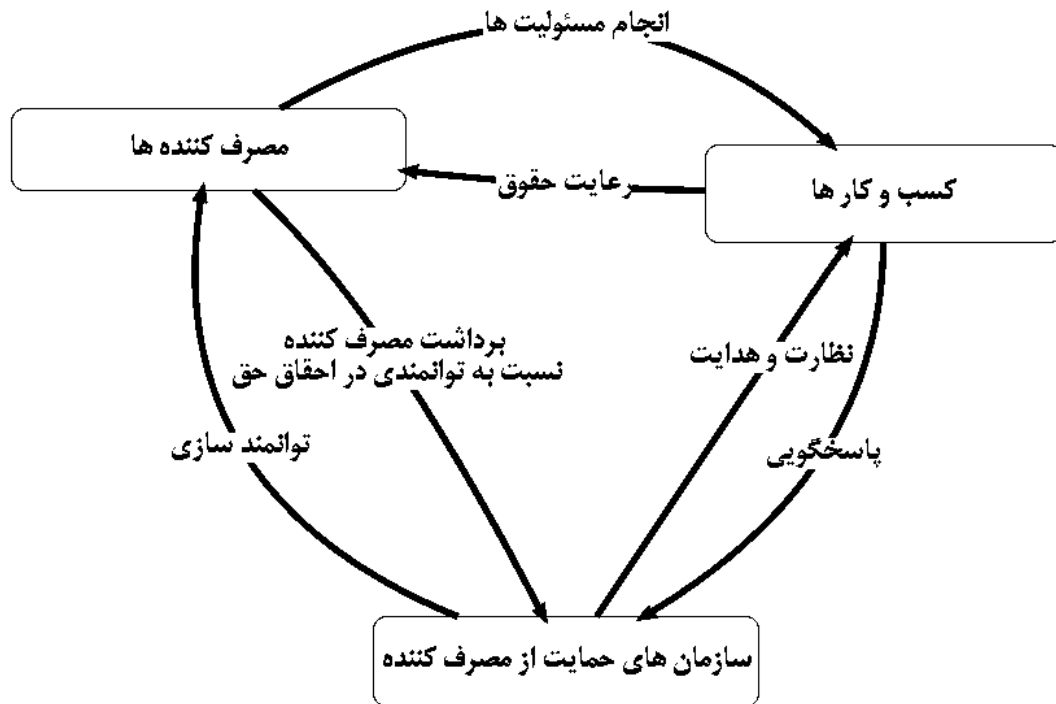 انجام مسئولیت ها
مصرف کننده ها
کسب و کار ها
رعایت حقوق
برداشت مصرف کننده
نسبت به توانمندی در احقاق حق
نظارت و هدایت
توانمند سازی
پاسخگویی
سازمان های حمایت از مصرف کننده